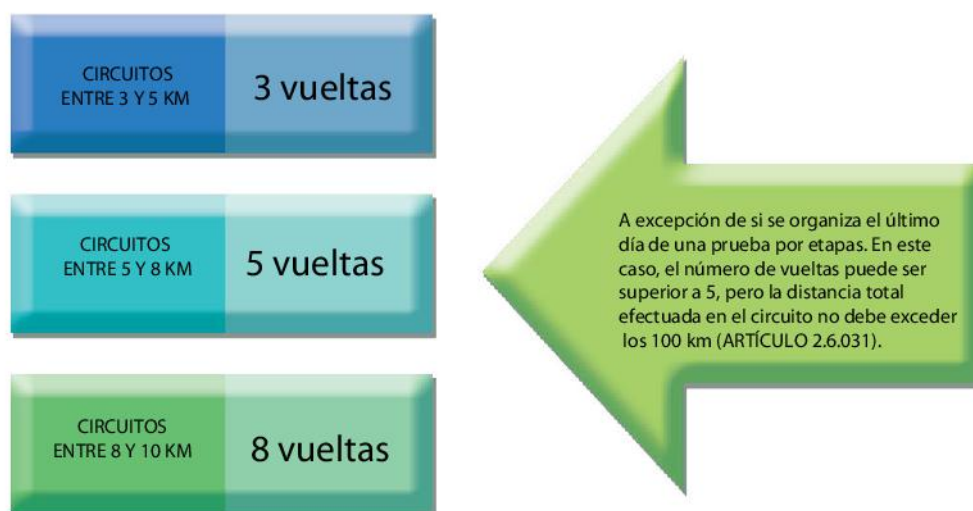 CIRCUITOS
ENTRE 3 Y 5 KM
3 vueltas
CIRCUITOS
ENTRE 5 Y 8 KM
5 vueltas
CIRCUITOS
ENTRE 8 Y 10 KM
8 vueltas
A excepción de si se organiza el último
día de una prueba por etapas. En este
caso, el número de vueltas puede ser
superior a 5, pero la distancia total
efectuada en el circuito no debe exceder
los 100 km (ARTÍCULO 2.6.031).